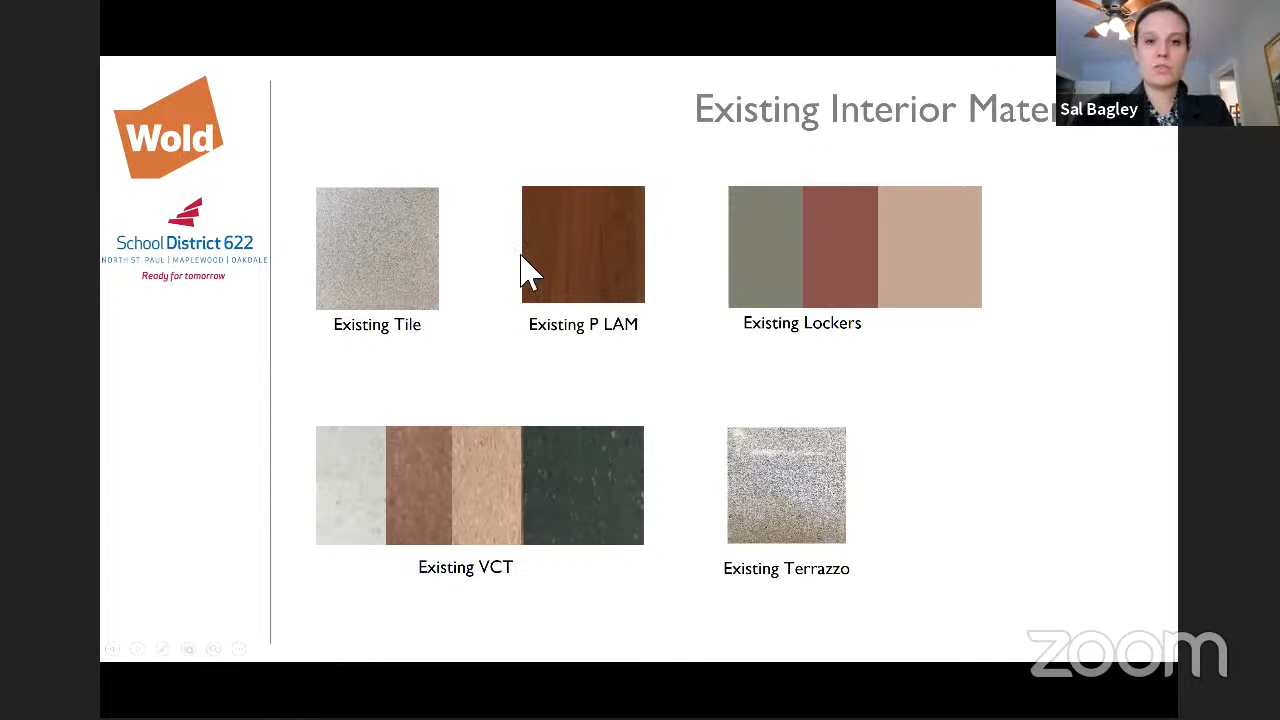 Wold
School District 622
NORTH ST. PAUL | MAPLEWOOD | OAKDALE
Ready for tomorrow
Existing Interior Mater
Sal Bagley
Existing Tile
Existing P LAM
Existing Lockers
Existing VCT
Existing Terrazzo
zoom